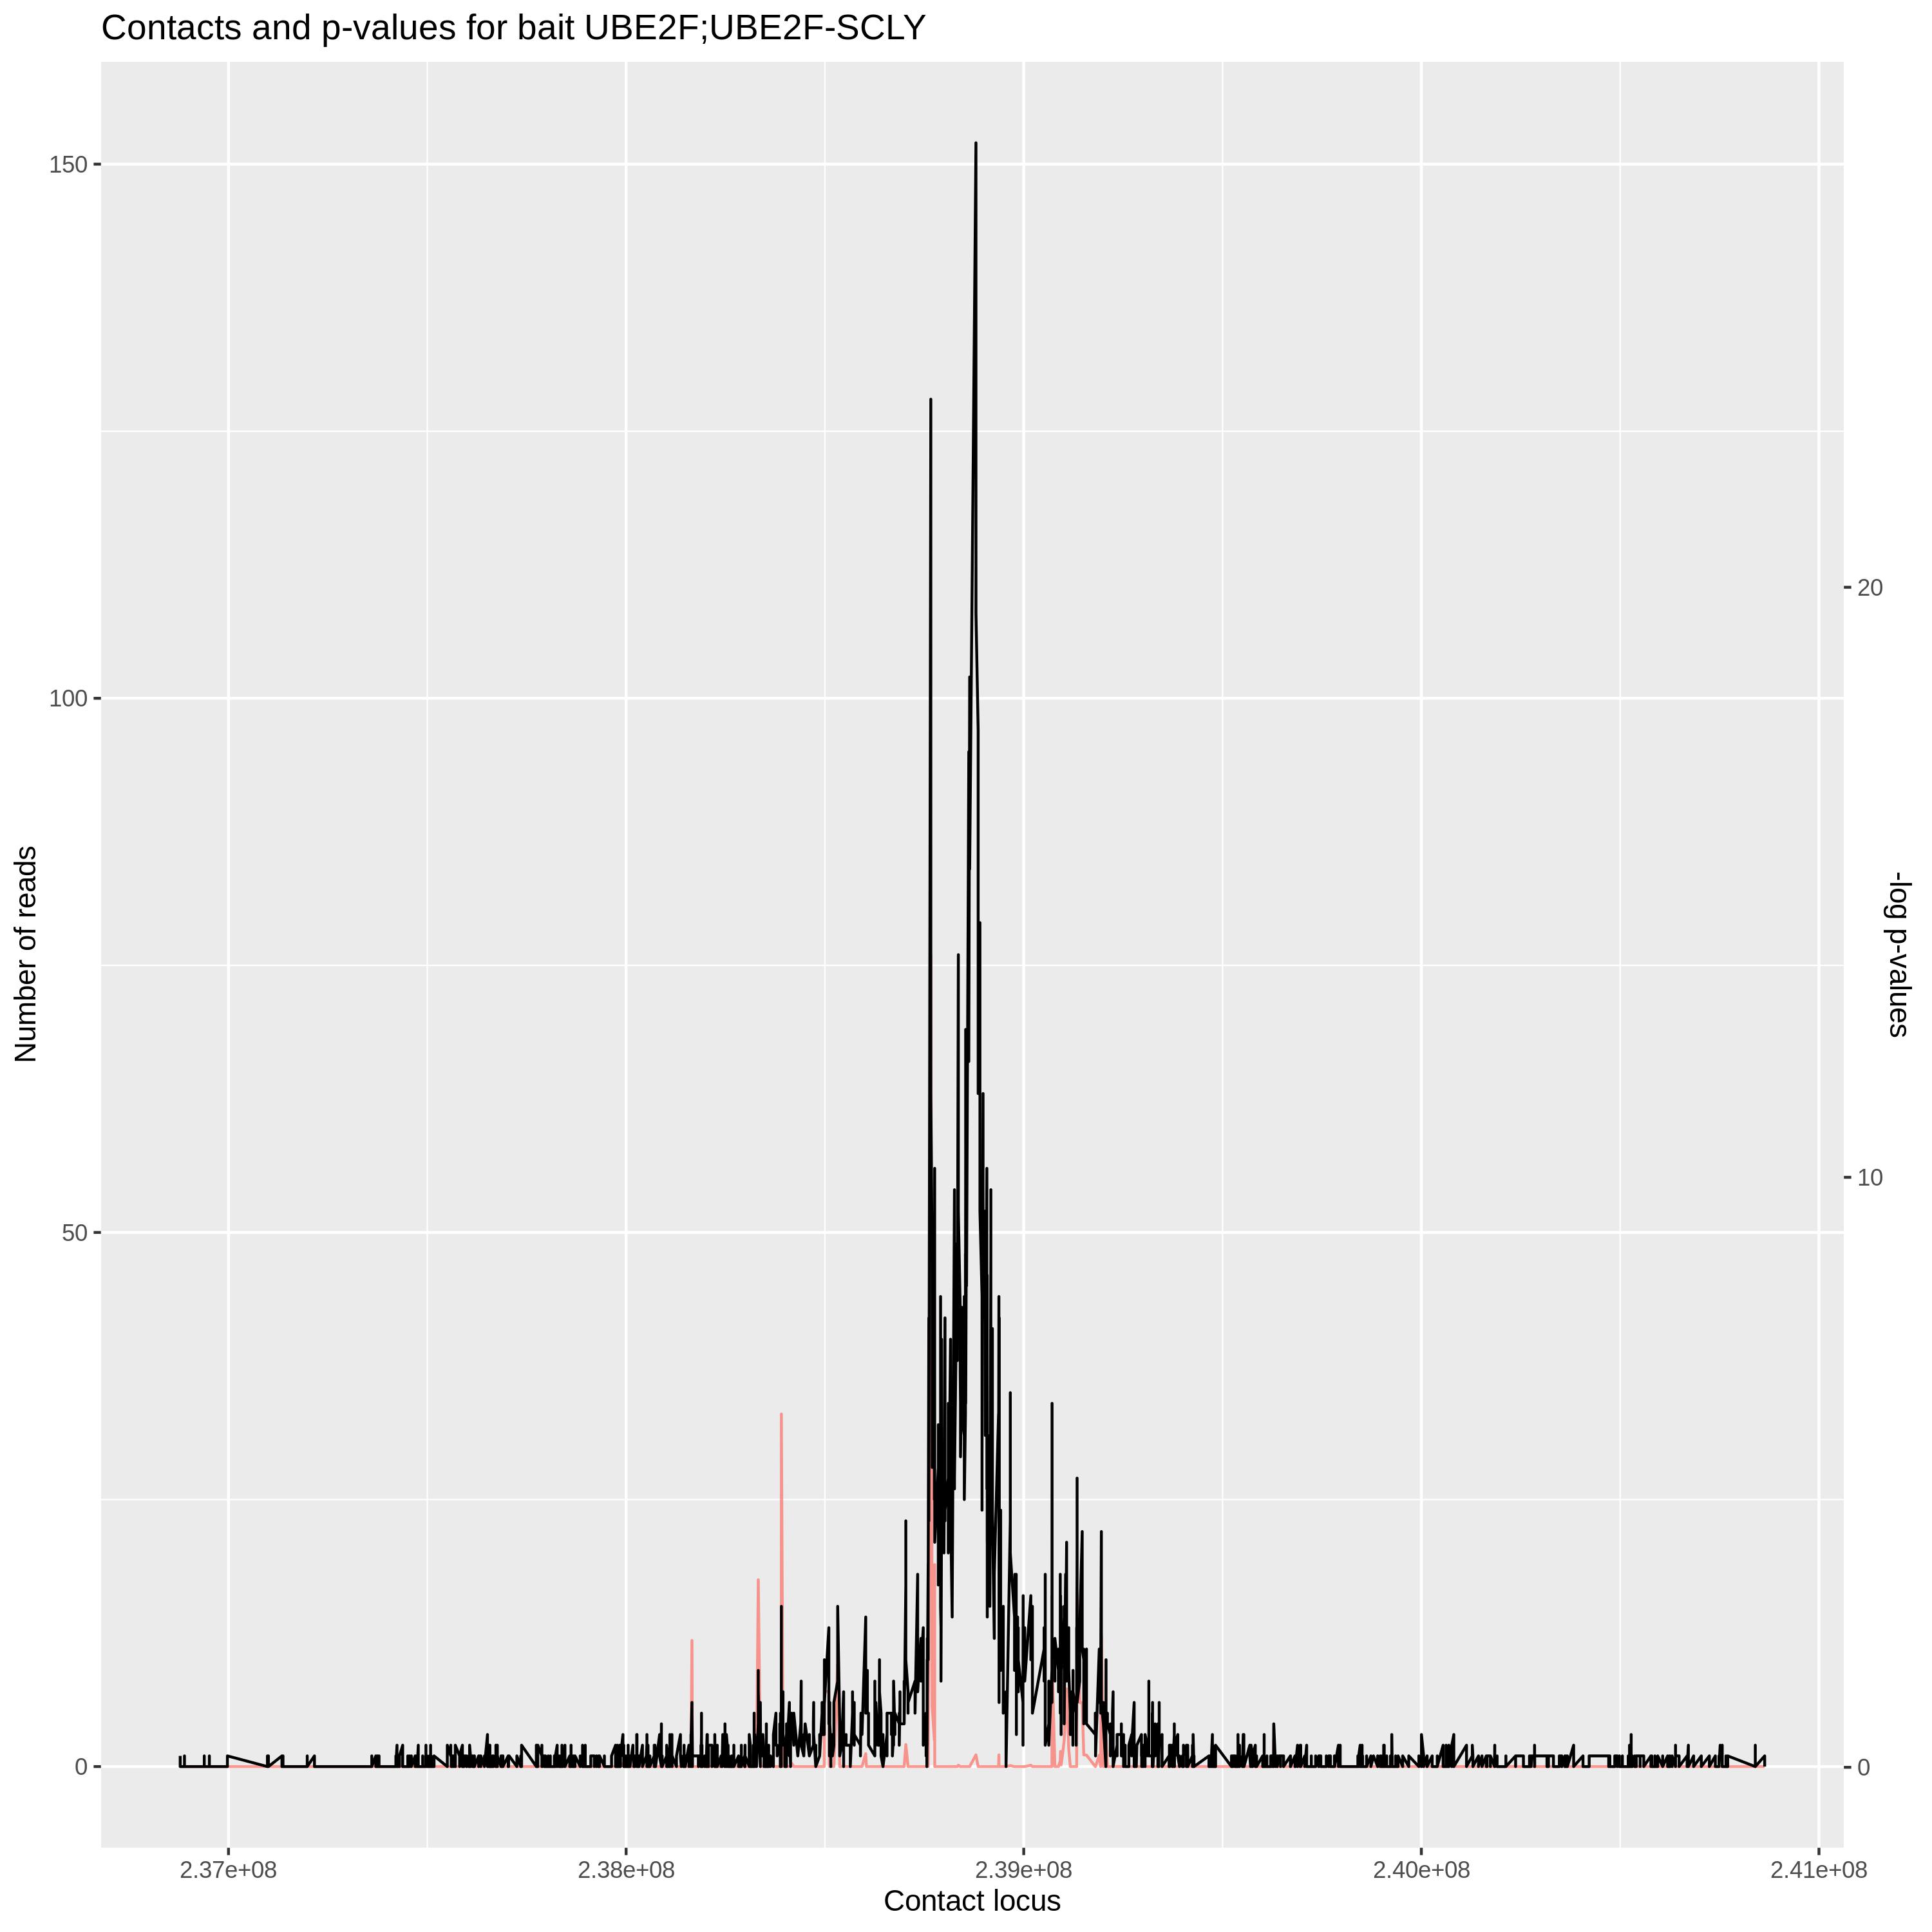 Contacts and p-values for bait UBE2F;UBE2F-SCLY
150
100
50
0
Number of reads
20
10
0
-log p-values
2.37e+08
2.38e+08
2.39e+08
2.40e+08
2.41e+08
Contact locus